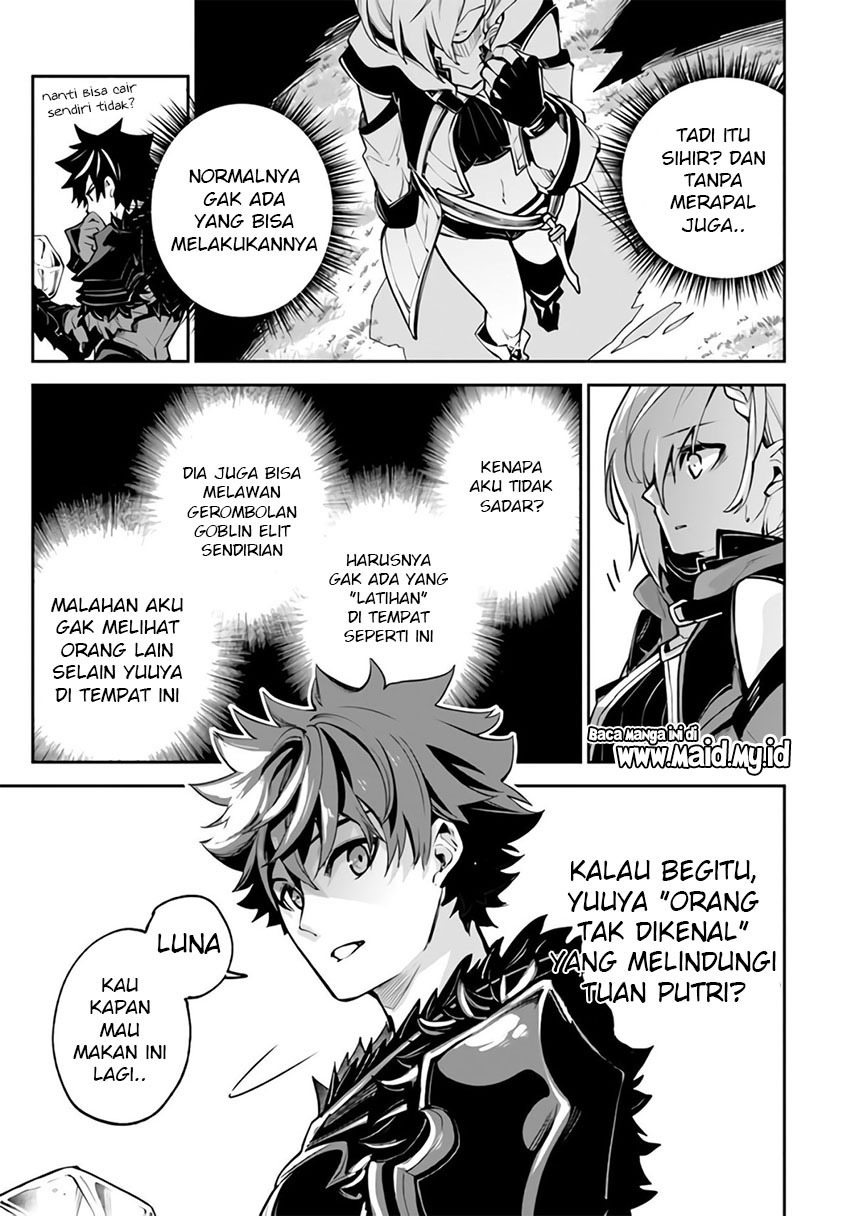 TADI ITU
SIHIR? DAN
TANPA
MERAPAL
JUGA..
NORMALNYA
GAK ADA
YANG BISA
MELAKUKANNYA
nanti bisa cair
sendiri tidak?
KENAPA
AKU TIDAK
SADAR?
HARUSNYA
GAK ADA YANG
"LATIHAN"
DI TEMPAT
SEPERTI INI
DIA JUGA BISA
MELAWAN
GEROMBOLAN
GOBLIN ELIT
SENDIRIAN
MALAHAN AKU
GAK MELIHAT
ORANG LAIN
SELAIN YUUYA
DI TEMPAT INI
Baca manga ini di
www.Maid.My.id
KALAU BEGITU,
YUUYA "ORANG
TAK DIKENAL"
YANG MELINDUNGI
TUAN PUTRI?
LUNA
KAU
KAPAN
MAU
MAKAN INI
LAGI..